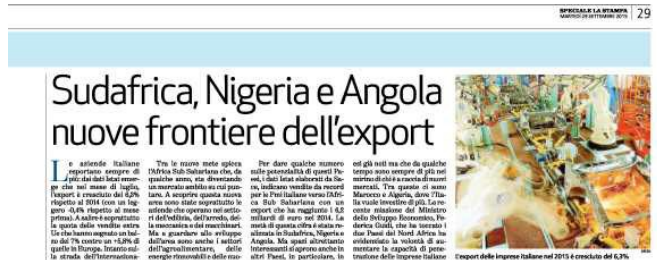 SPECIALE LA STAMPA
MARTEDÌ 29 SETTEMBRE 2015
29
Sudafrica, Nigeria e Angola
nuove frontiere dell'export
Le aziende italiane
esportano sempre di
più: dai dati Istat emer-
ge che nel mese di luglio,
l'export è cresciuto del 6,3%
rispetto al 2014 (con un leg-
gero -0,4% rispetto al mese
prima). A salire è soprattutto
la quota delle vendite extra
Ue che hanno segnato un bal-
zo del 7% contro un +5,8% di
quelle in Europa. Intanto sul-
la strada dell'internaziona-
Tra le nuove mete spicca
l'Africa Sub Sahariana che, da
qualche anno, sta diventando
un mercato ambito su cui pun-
tare. A scoprire questa nuova
area sono state soprattutto le
aziende che operano nei setto-
ri dell'edilizia, dell'arredo, del-
la meccanica e dei macchinari.
Ma a guardare allo sviluppo
dell'area sono anche i settori
dell'agroalimentare, delle
energie rinnovabili e delle nuo-
Per dare qualche numero
sulle potenzialità di questi Pa-
esi, i dati Istat elaborati da Sa-
ce, indicano vendite da record
per le Pmi italiane verso l'Afri-
ca Sub Sahariana con un
export che ha raggiunto i 6,2
miliardi di euro nel 2014. La
metà di questa cifra è stata re-
alizzata in Sudafrica, Nigeria e
Angola. Ma spazi altrettanto
interessanti si aprono anche in
altri Paesi, in particolare, in
esi già noti ma che da qualche
tempo sono sempre di più nel
mirino di chi è a caccia di nuovi
mercati. Tra queste ci sono
Marocco e Algeria, dove l'Ita-
lia vuole investire di più. La re-
cente missione del Ministero
dello Sviluppo Economico, Fe-
derica Guidi, che ha toccato i
due Paesi del Nord Africa ha
evidenziato la volontà di au-
mentare la capacità di pene-
trazione delle imprese italiane
L'export delle imprese italiane nel 2015 è cresciuto del 6,3%